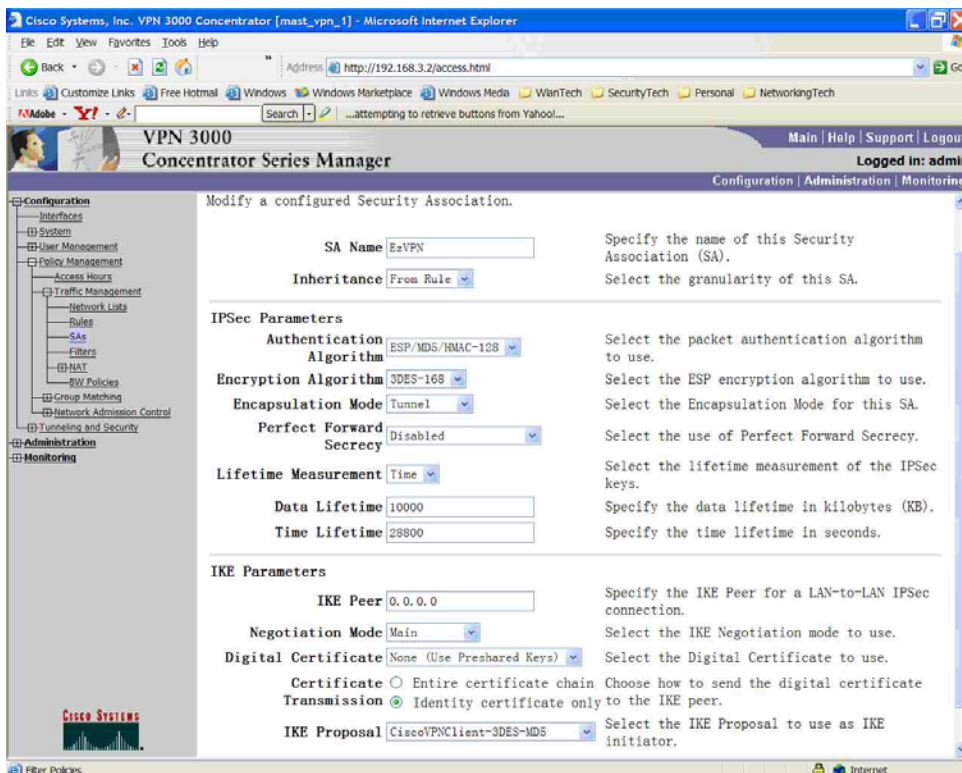 Cisco Systems, Inc. VPN 3000 Concentrator [mast_vpn_1] - Microsoft Internet Explorer
File Edit View Favorites Tools Help
Back Address http://192.168.3.2/access.html Go
Links Customize Links Free Hotmail Windows Windows Marketplace Windows Media WanTech SecurityTech Personal NetworkingTech
Adobe - Y! - Search ...attempting to retrieve buttons from Yahoo!...
VPN 3000
Concentrator Series Manager
Main | Help | Support | Logou
Logged in: admi
Configuration | Administration | Monitoring
Configuration
Interfaces
System
User Management
Policy Management
Access Hours
Traffic Management
Network Lists
Rules
SAs
Filters
NAT
BW Policies
Group Matching
Network Admission Control
Tunneling and Security
Administration
Monitoring
Modify a configured Security Association.
SA Name EzVPN Specify the name of this Security
Association (SA).
Inheritance From Rule Select the granularity of this SA.
IPSec Parameters
Authentication
Algorithm ESP/MD5/HMAC-128 Select the packet authentication algorithm
to use.
Encryption Algorithm 3DES-168 Select the ESP encryption algorithm to use.
Encapsulation Mode Tunnel Select the Encapsulation Mode for this SA.
Perfect Forward
Secrecy Disabled Select the use of Perfect Forward Secrecy.
Lifetime Measurement Time Select the lifetime measurement of the IPSec
keys.
Data Lifetime 10000 Specify the data lifetime in kilobytes (KB).
Time Lifetime 28800 Specify the time lifetime in seconds.
IKE Parameters
IKE Peer 0.0.0.0 Specify the IKE Peer for a LAN-to-LAN IPSec
connection.
Negotiation Mode Main Select the IKE Negotiation mode to use.
Digital Certificate None (Use Preshared Keys) Select the Digital Certificate to use.
Certificate Entire certificate chain Choose how to send the digital certificate
Transmission Identity certificate only to the IKE peer.
IKE Proposal CiscoVPNClient-3DES-MD5 Select the IKE Proposal to use as IKE
initiator.
CISCO SYSTEMS
Filter Policies Internet